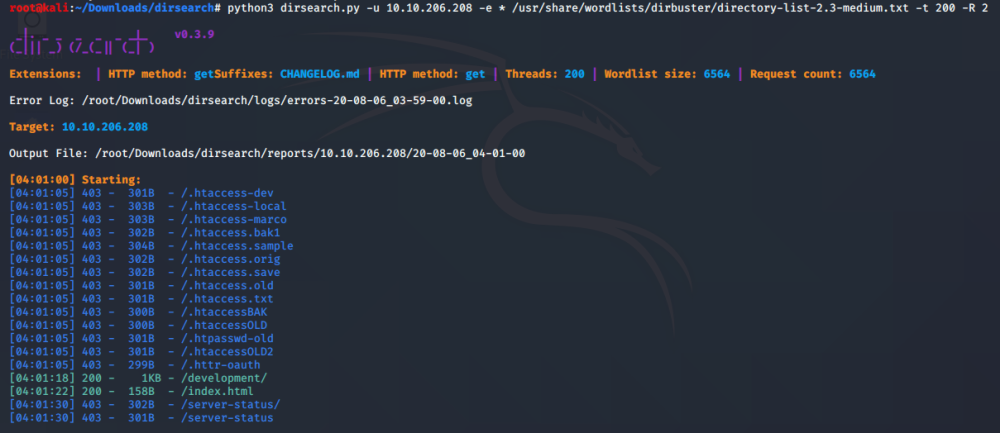 root@kali:~/Downloads/dirsearch# python3 dirsearch.py -u 10.10.206.208 -e * /usr/share/wordlists/dirbuster/directory-list-2.3-medium.txt -t 200 -R 2
v0.3.9
Extensions:  | HTTP method: getSuffixes: CHANGELOG.md | HTTP method: get | Threads: 200 | Wordlist size: 6564 | Request count: 6564
Error Log: /root/Downloads/dirsearch/logs/errors-20-08-06_03-59-00.log
Target: 10.10.206.208
Output File: /root/Downloads/dirsearch/reports/10.10.206.208/20-08-06_04-01-00
[04:01:00] Starting:
[04:01:05] 403 -  301B  - /.htaccess-dev
[04:01:05] 403 -  303B  - /.htaccess-local
[04:01:05] 403 -  303B  - /.htaccess-marco
[04:01:05] 403 -  302B  - /.htaccess.bak1
[04:01:05] 403 -  304B  - /.htaccess.sample
[04:01:05] 403 -  302B  - /.htaccess.orig
[04:01:05] 403 -  302B  - /.htaccess.save
[04:01:05] 403 -  301B  - /.htaccess.old
[04:01:05] 403 -  301B  - /.htaccess.txt
[04:01:05] 403 -  300B  - /.htaccessBAK
[04:01:05] 403 -  300B  - /.htaccessOLD
[04:01:05] 403 -  301B  - /.htpasswd-old
[04:01:05] 403 -  301B  - /.htaccessOLD2
[04:01:05] 403 -  299B  - /.httr-oauth
[04:01:18] 200 -    1KB - /development/
[04:01:22] 200 -  158B  - /index.html
[04:01:30] 403 -  302B  - /server-status/
[04:01:30] 403 -  301B  - /server-status